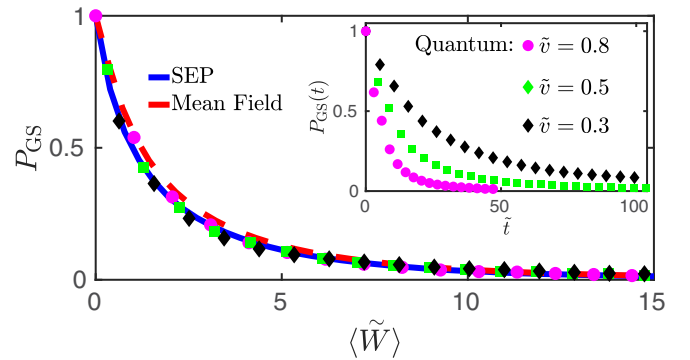 1
0.5
0
P_GS
0 5 10 15
⟨W̃⟩
SEP
Mean Field
Quantum: ṽ = 0.8
ṽ = 0.5
ṽ = 0.3
1
0.5
0
P_GS(t)
0 50 100
t̃